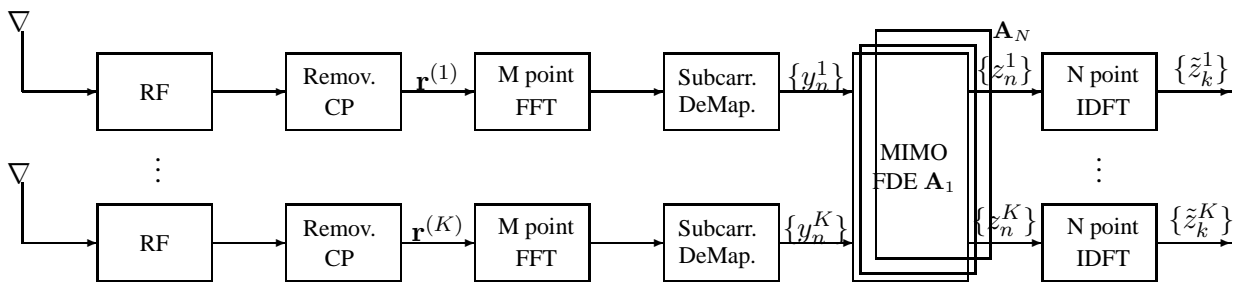 RF
Remov.
CP
r^{(1)}
M point
FFT
Subcarr.
DeMap.
{y_n^1}
A_N
{z_n^1}
N point
IDFT
{z̃_k^1}
MIMO
FDE A_1
RF
Remov.
CP
r^{(K)}
M point
FFT
Subcarr.
DeMap.
{y_n^K}
{z_n^K}
N point
IDFT
{z̃_k^K}